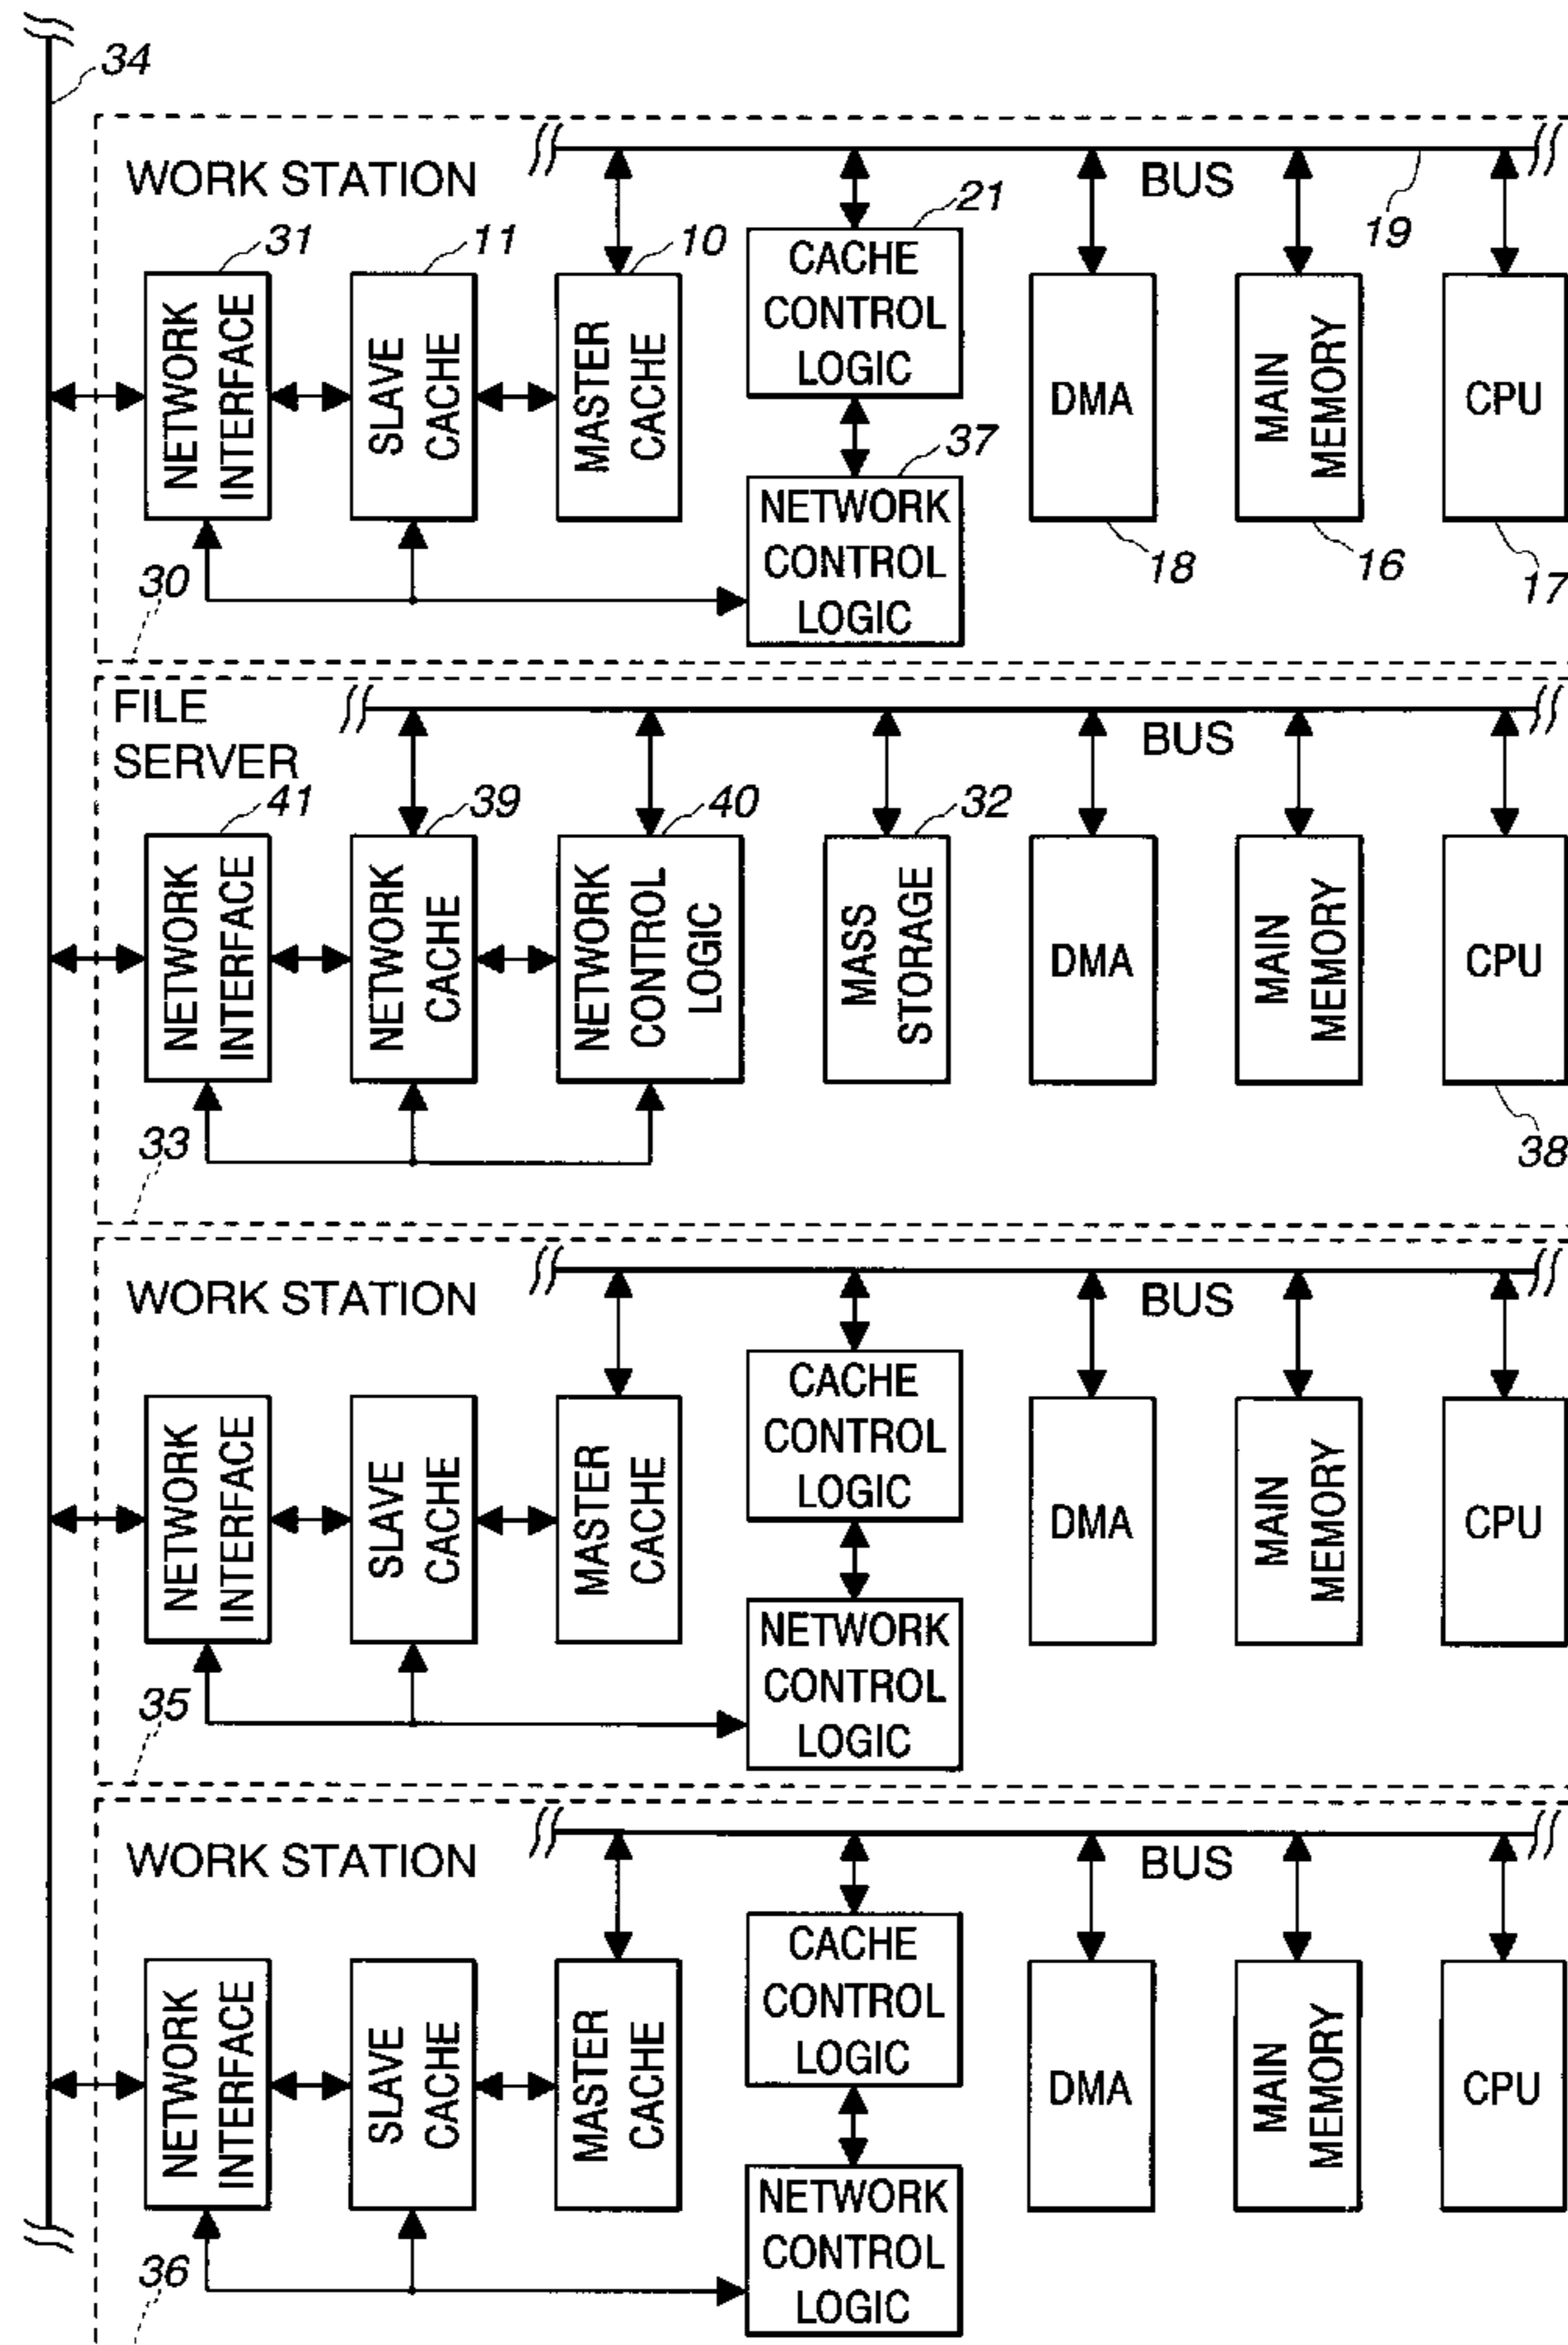 34
WORK STATION
BUS
19
31
11
10
21
NETWORK
INTERFACE
SLAVE
CACHE
MASTER
CACHE
CACHE
CONTROL
LOGIC
DMA
MAIN
MEMORY
CPU
37
NETWORK
CONTROL
LOGIC
18
16
17
30
FILE
SERVER
BUS
41
39
40
32
NETWORK
INTERFACE
NETWORK
CACHE
NETWORK
CONTROL
LOGIC
MASS
STORAGE
DMA
MAIN
MEMORY
CPU
33
38
WORK STATION
BUS
NETWORK
INTERFACE
SLAVE
CACHE
MASTER
CACHE
CACHE
CONTROL
LOGIC
DMA
MAIN
MEMORY
CPU
NETWORK
CONTROL
LOGIC
35
WORK STATION
BUS
NETWORK
INTERFACE
SLAVE
CACHE
MASTER
CACHE
CACHE
CONTROL
LOGIC
DMA
MAIN
MEMORY
CPU
NETWORK
CONTROL
LOGIC
36